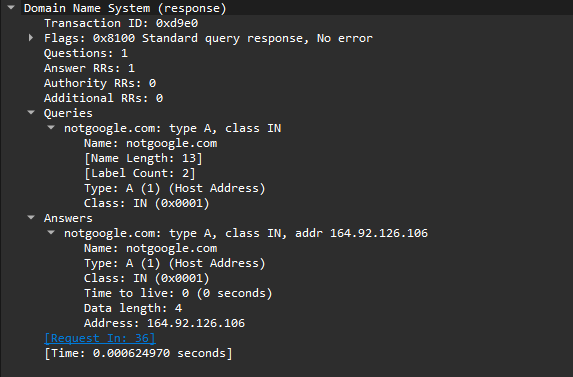 Domain Name System (response)
Transaction ID: 0xd9e0
Flags: 0x8100 Standard query response, No error
Questions: 1
Answer RRs: 1
Authority RRs: 0
Additional RRs: 0
Queries
notgoogle.com: type A, class IN
Name: notgoogle.com
[Name Length: 13]
[Label Count: 2]
Type: A (1) (Host Address)
Class: IN (0x0001)
Answers
notgoogle.com: type A, class IN, addr 164.92.126.106
Name: notgoogle.com
Type: A (1) (Host Address)
Class: IN (0x0001)
Time to live: 0 (0 seconds)
Data length: 4
Address: 164.92.126.106
[Request In: 36]
[Time: 0.000624970 seconds]